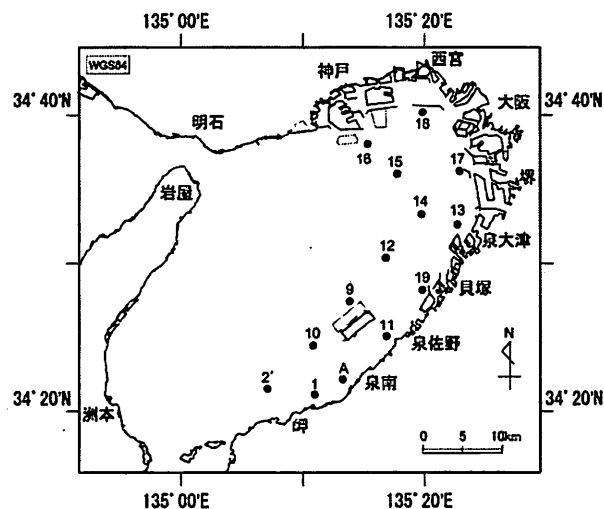 135°00'E
135°20'E
WGS84
西宮
神戸
34°40'N
34°40'N
大阪
明石
18
16
15
17
堺
岩屋
14
13
泉大津
12
19
貝塚
9
11
10
泉佐野
N
A
泉南
2'
1
34°20'N
34°20'N
洲本
岬
0 5 10km
135°00'E
135°20'E